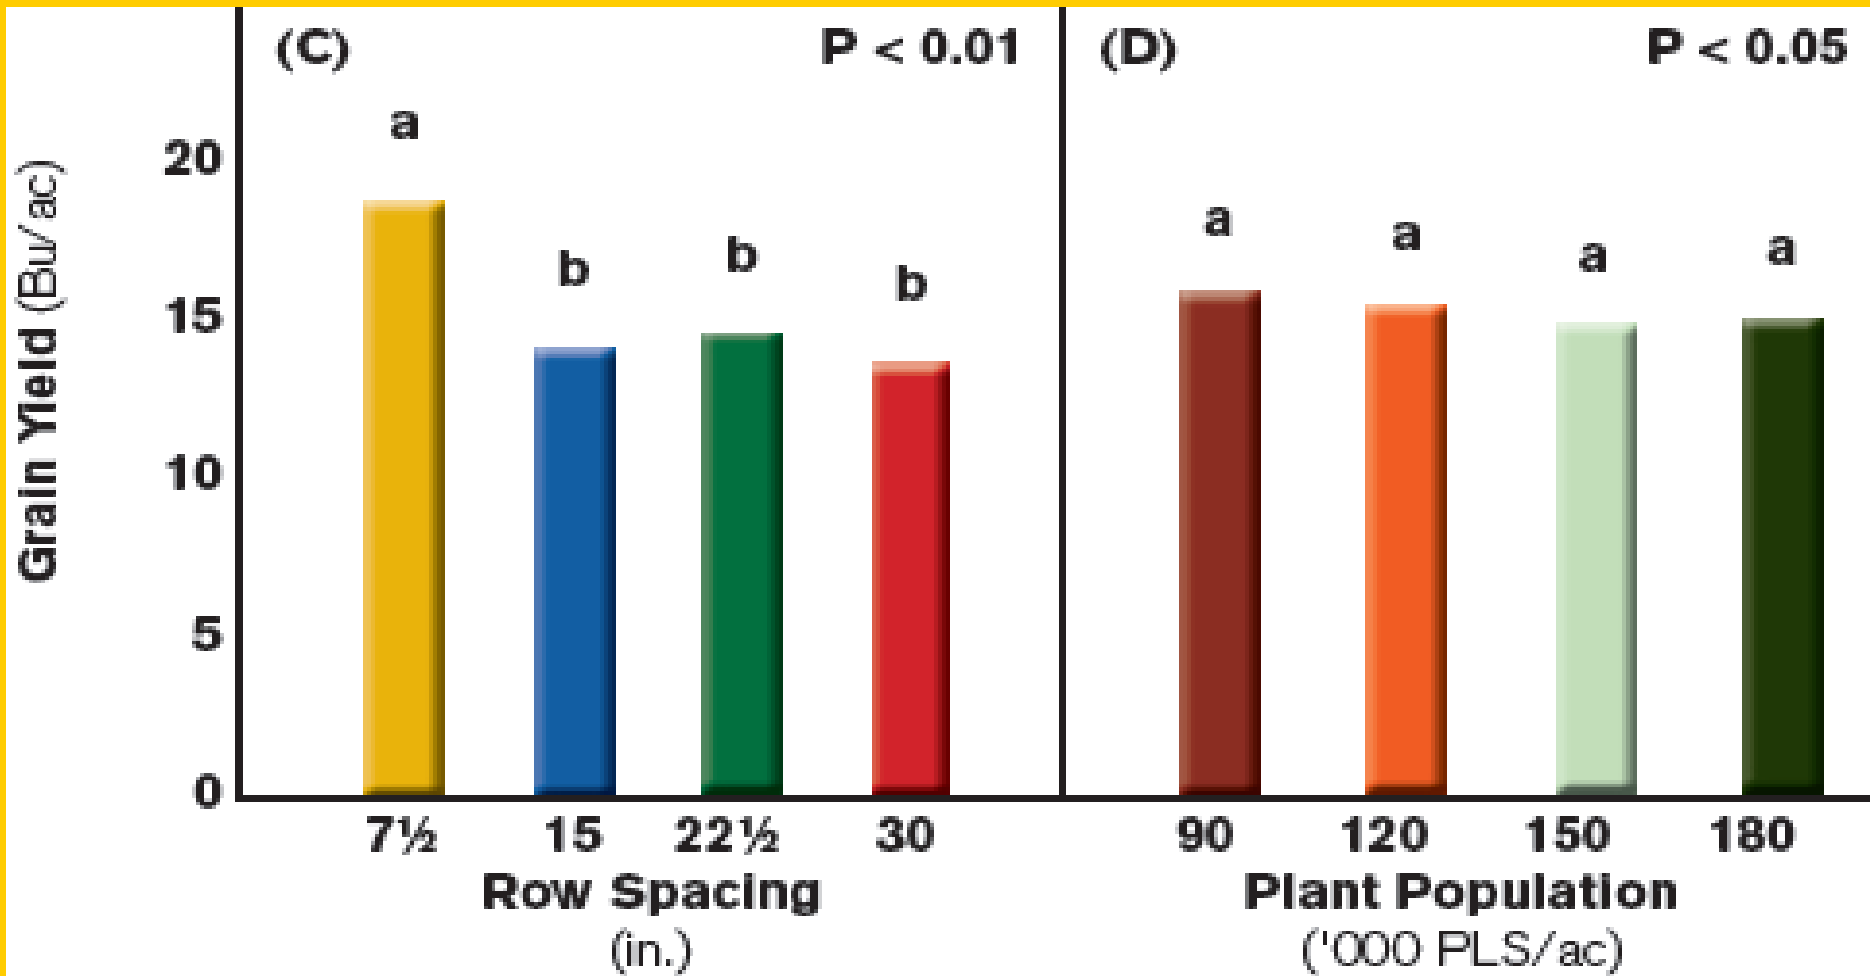 Grain Yield (Bu/ac)
20
15
10
5
0
(C) P < 0.01
a
b
b
b
7½ 15 22½ 30
Row Spacing
(in.)
(D) P < 0.05
a
a
a
a
90 120 150 180
Plant Population
('000 PLS/ac)